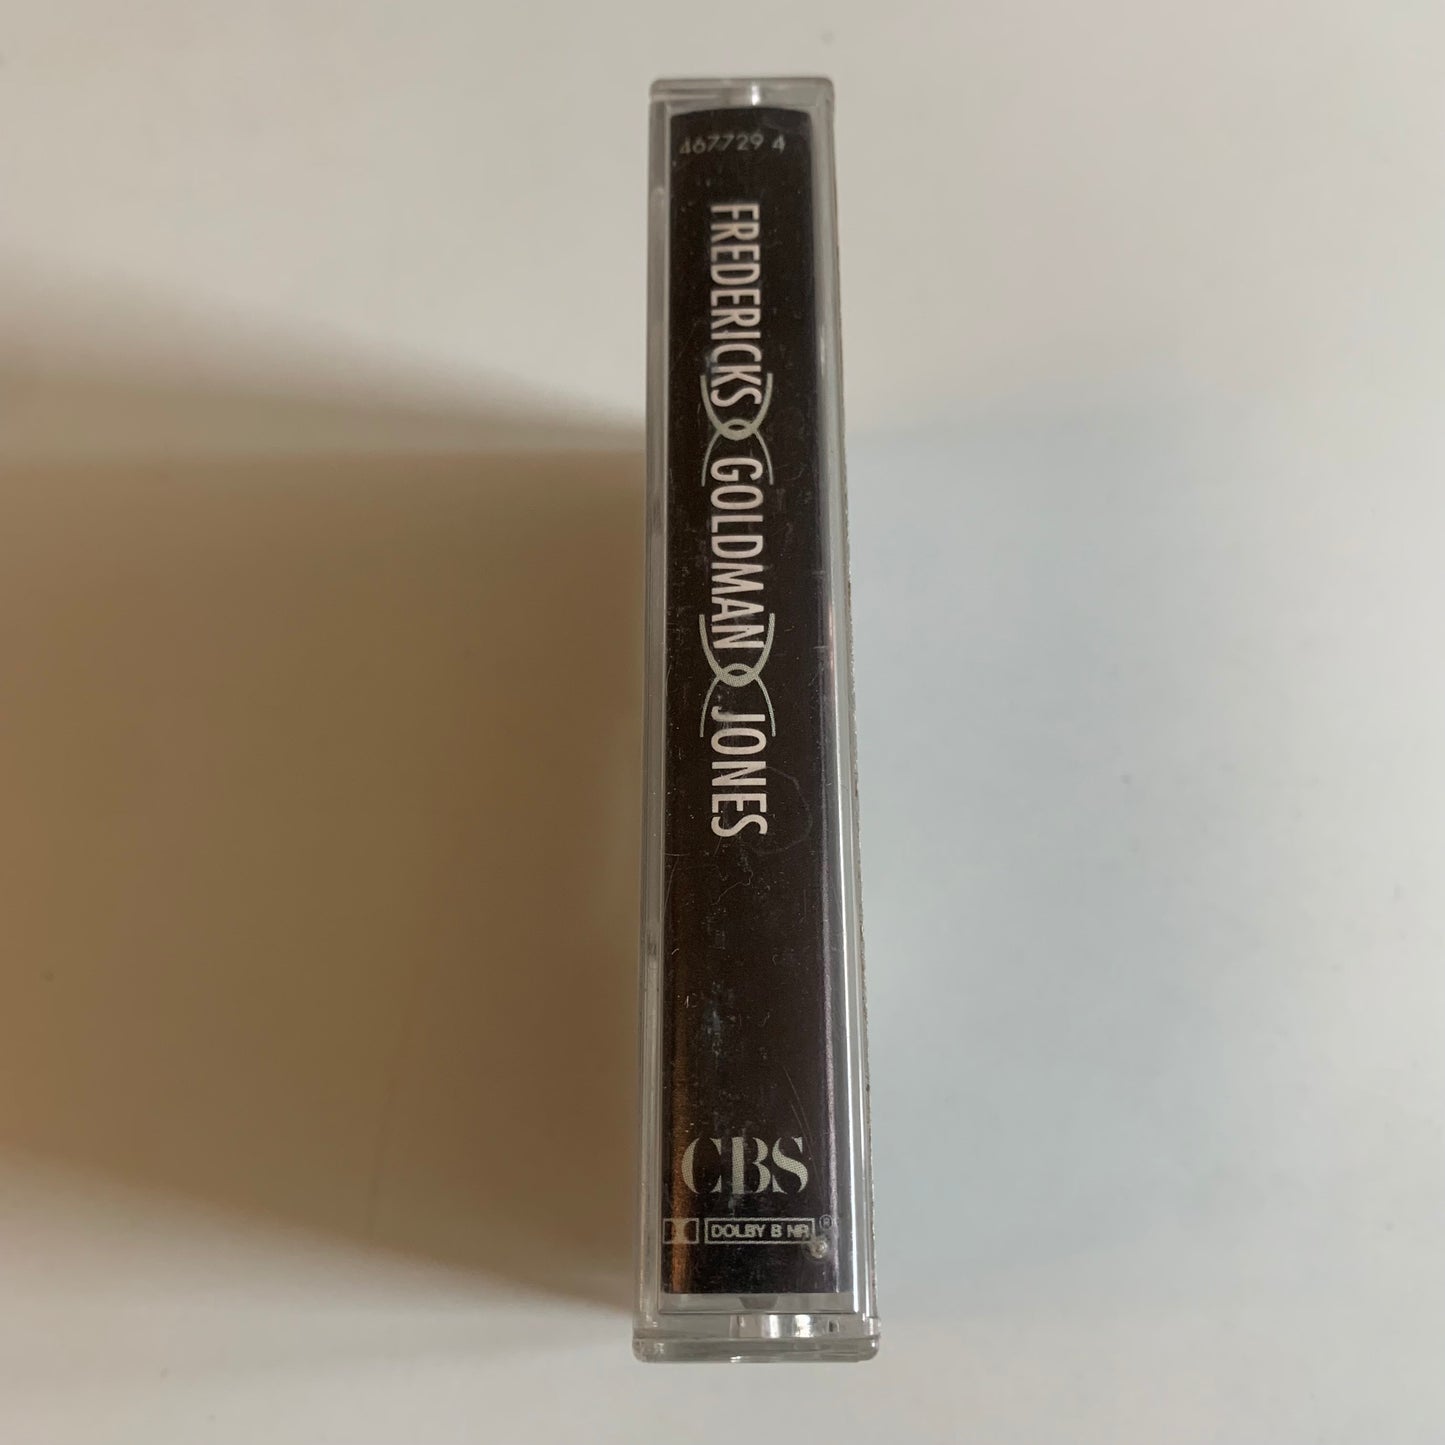 467729 4
FREDERICKS GOLDMAN JONES
CBS
DOLBY B NR ®